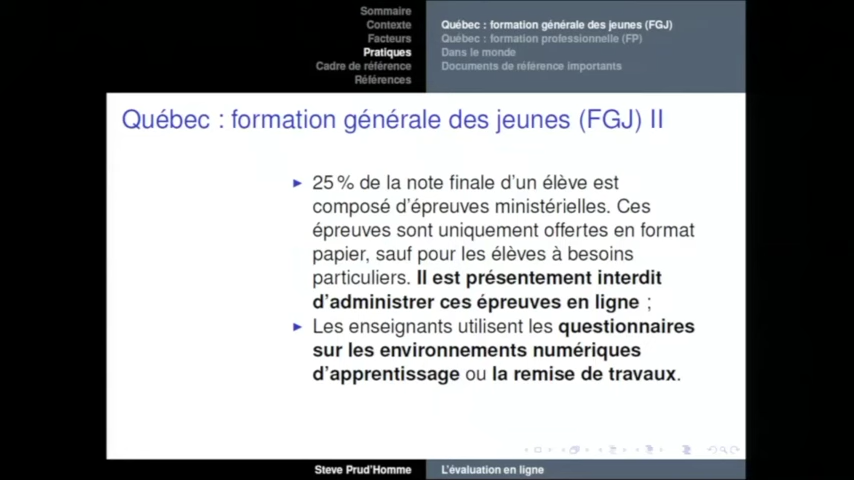 Sommaire
Contexte
Facteurs
Pratiques
Cadre de référence
Références
Québec : formation générale des jeunes (FGJ)
Québec : formation professionnelle (FP)
Dans le monde
Documents de référence importants
Québec : formation générale des jeunes (FGJ) II
25 % de la note finale d'un élève est
composé d'épreuves ministérielles. Ces
épreuves sont uniquement offertes en format
papier, sauf pour les élèves à besoins
particuliers. Il est présentement interdit
d'administrer ces épreuves en ligne ;
Les enseignants utilisent les questionnaires
sur les environnements numériques
d'apprentissage ou la remise de travaux.
Steve Prud'Homme
L'évaluation en ligne